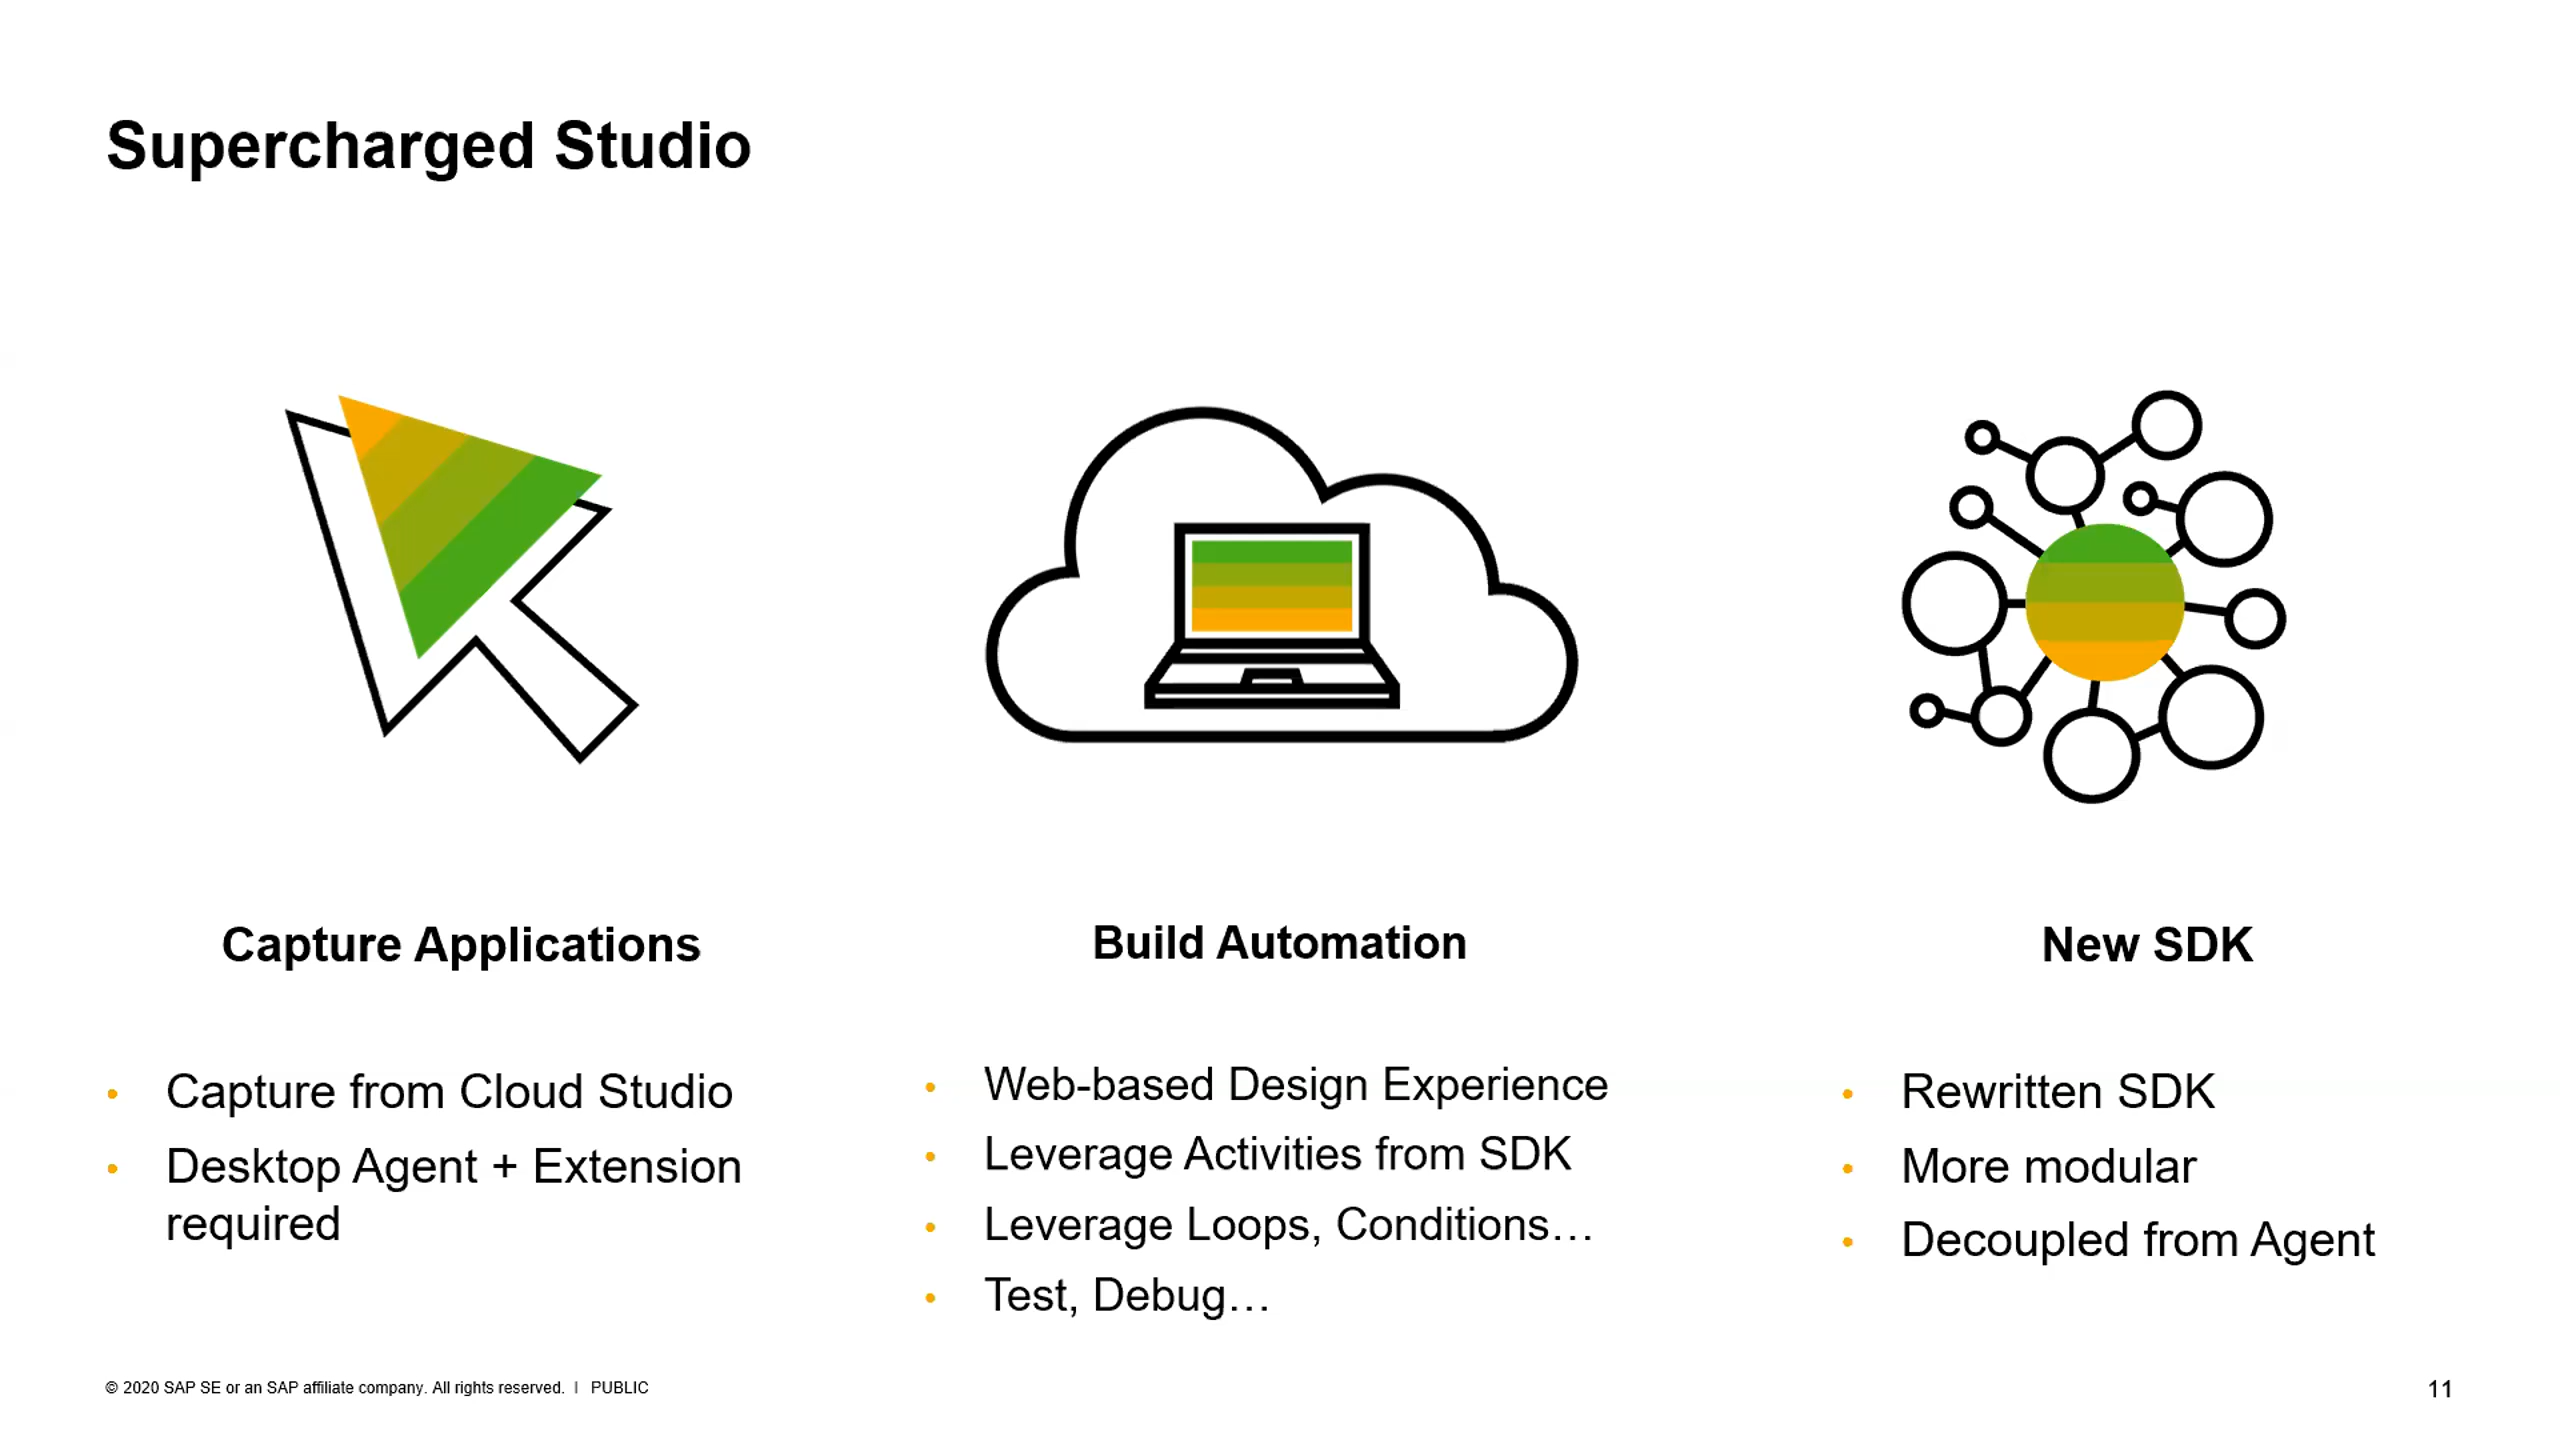 Supercharged Studio
Capture Applications
• Capture from Cloud Studio
• Desktop Agent + Extension
required
Build Automation
• Web-based Design Experience
• Leverage Activities from SDK
• Leverage Loops, Conditions…
• Test, Debug…
New SDK
• Rewritten SDK
• More modular
• Decoupled from Agent
© 2020 SAP SE or an SAP affiliate company. All rights reserved. | PUBLIC
11